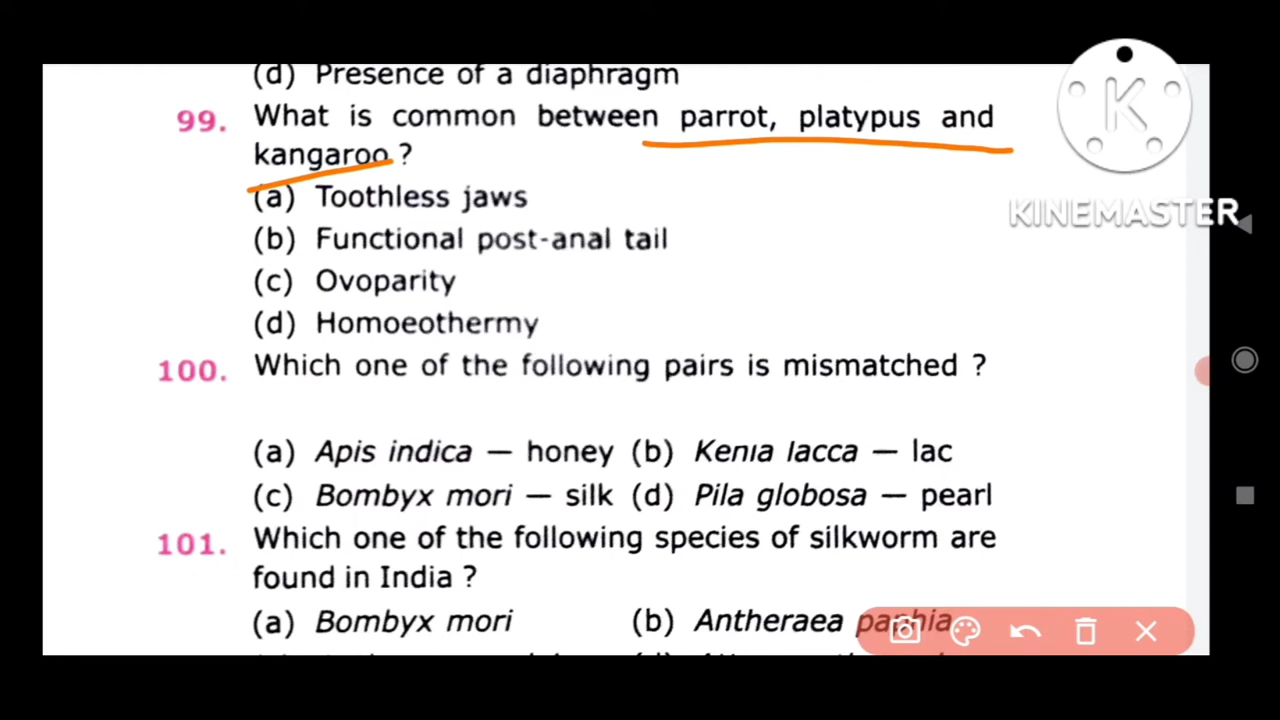 (d) Presence of a diaphragm
99. What is common between parrot, platypus and
kangaroo ?
(a) Toothless jaws
(b) Functional post-anal tail
(c) Ovoparity
(d) Homoeothermy
100. Which one of the following pairs is mismatched ?
(a) Apis indica — honey (b) Kenia lacca — lac
(c) Bombyx mori — silk (d) Pila globosa — pearl
101. Which one of the following species of silkworm are
found in India ?
(a) Bombyx mori (b) Antheraea paphia
K
KINEMASTER